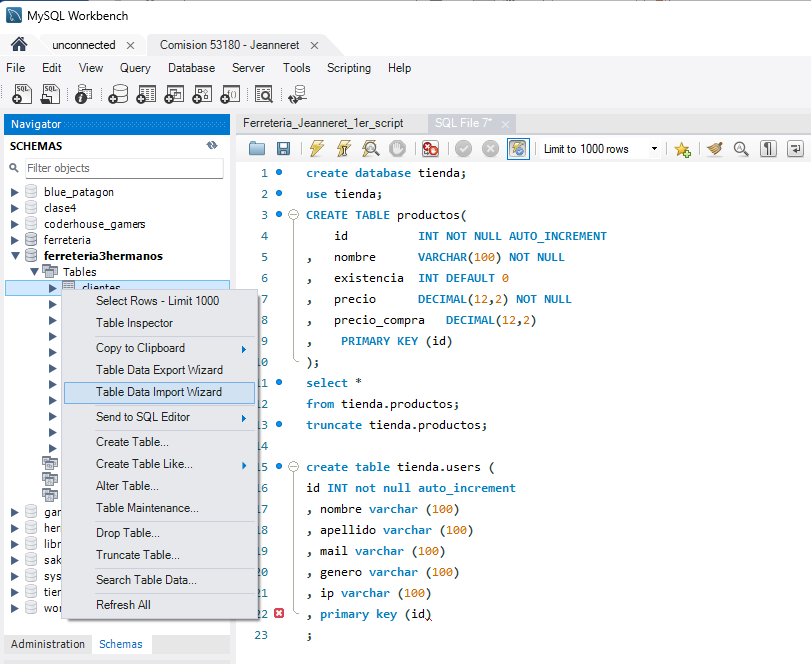 MySQL Workbench
unconnected
Comision 53180 - Jeanneret
File Edit View Query Database Server Tools Scripting Help
Navigator
SCHEMAS
Filter objects
blue_patagon
clase4
coderhouse_gamers
ferreteria
ferreteria3hermanos
Tables
clientes
Select Rows - Limit 1000
Table Inspector
Copy to Clipboard
Table Data Export Wizard
Table Data Import Wizard
Send to SQL Editor
Create Table...
Create Table Like...
Alter Table...
Table Maintenance...
Drop Table...
Truncate Table...
Search Table Data...
Refresh All
Administration Schemas
Ferreteria_Jeanneret_1er_script
SQL File 7*
Limit to 1000 rows
1 create database tienda;
2 use tienda;
3 CREATE TABLE productos(
4 id INT NOT NULL AUTO_INCREMENT
5 , nombre VARCHAR(100) NOT NULL
6 , existencia INT DEFAULT 0
7 , precio DECIMAL(12,2) NOT NULL
8 , precio_compra DECIMAL(12,2)
9 , PRIMARY KEY (id)
10 );
11 select *
12 from tienda.productos;
13 truncate tienda.productos;
14
15 create table tienda.users (
16 id INT not null auto_increment
17 , nombre varchar (100)
18 , apellido varchar (100)
19 , mail varchar (100)
20 , genero varchar (100)
21 , ip varchar (100)
22 , primary key (id)
23 ;